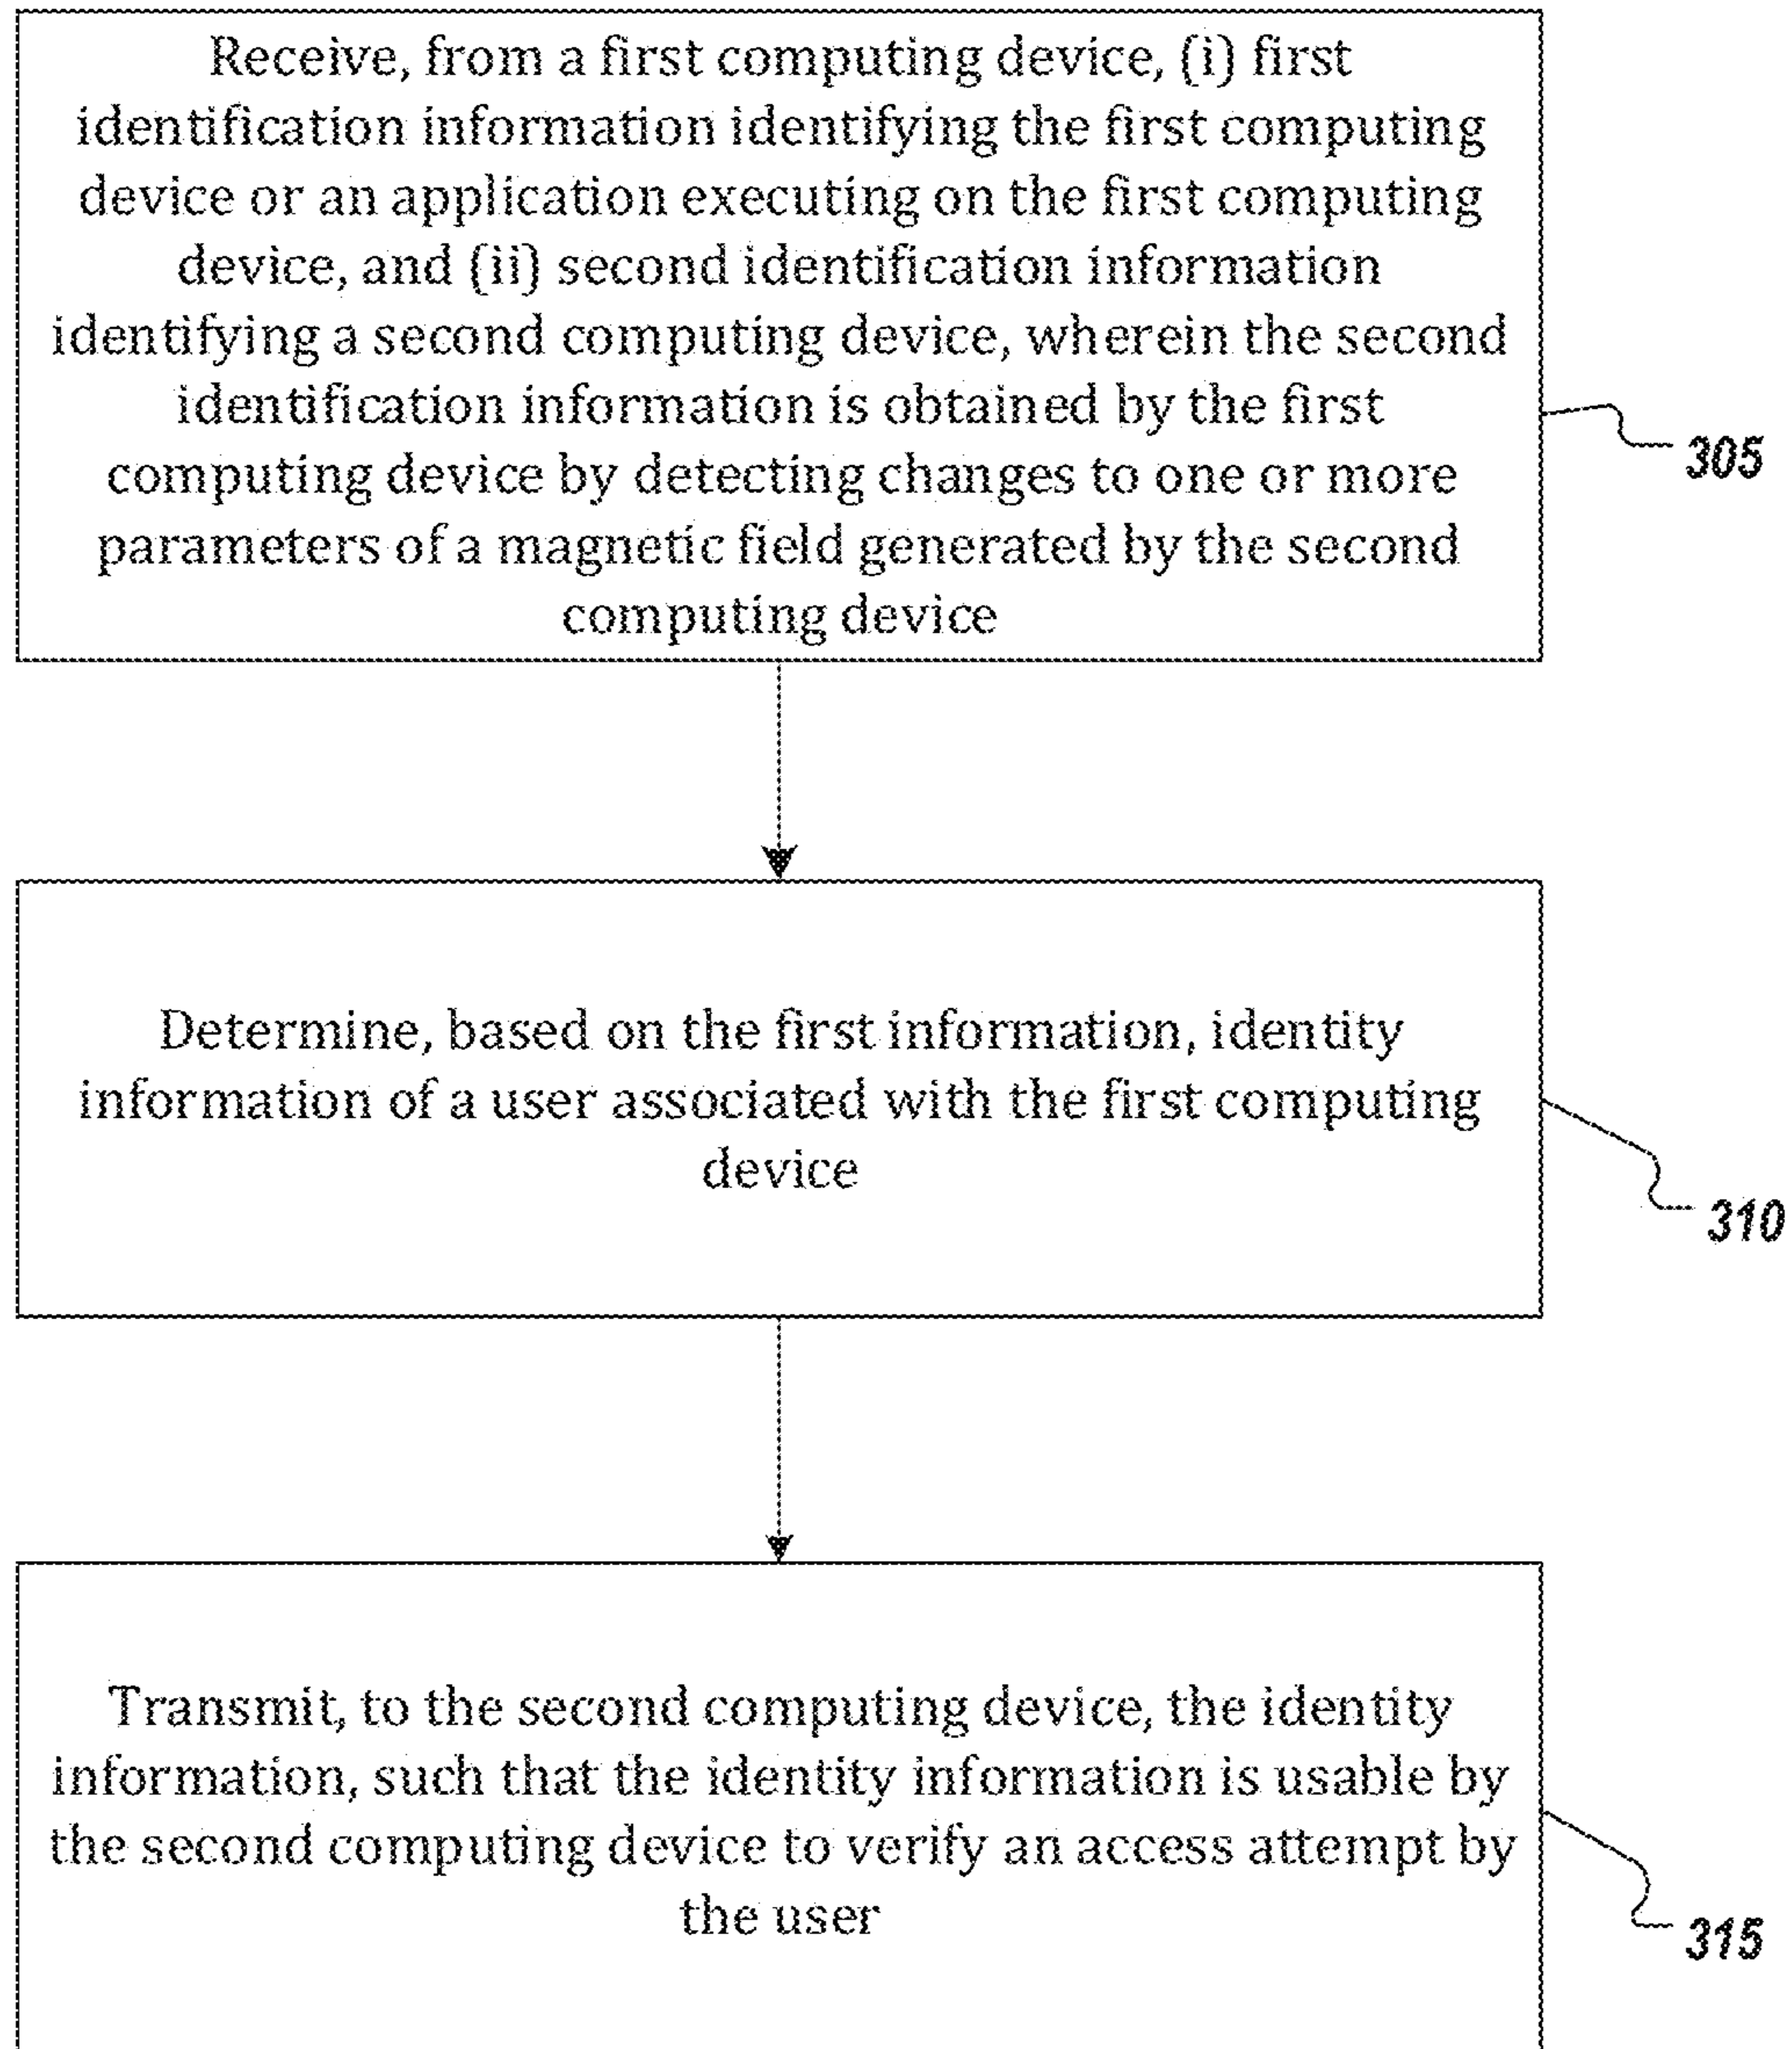 Receive, from a first computing device, (i) first
identification information identifying the first computing
device or an application executing on the first computing
device, and (ii) second identification information
identifying a second computing device, wherein the second
identification information is obtained by the first
computing device by detecting changes to one or more
parameters of a magnetic field generated by the second
computing device
305
Determine, based on the first information, identity
information of a user associated with the first computing
device
310
Transmit, to the second computing device, the identity
information, such that the identity information is usable by
the second computing device to verify an access attempt by
the user
315